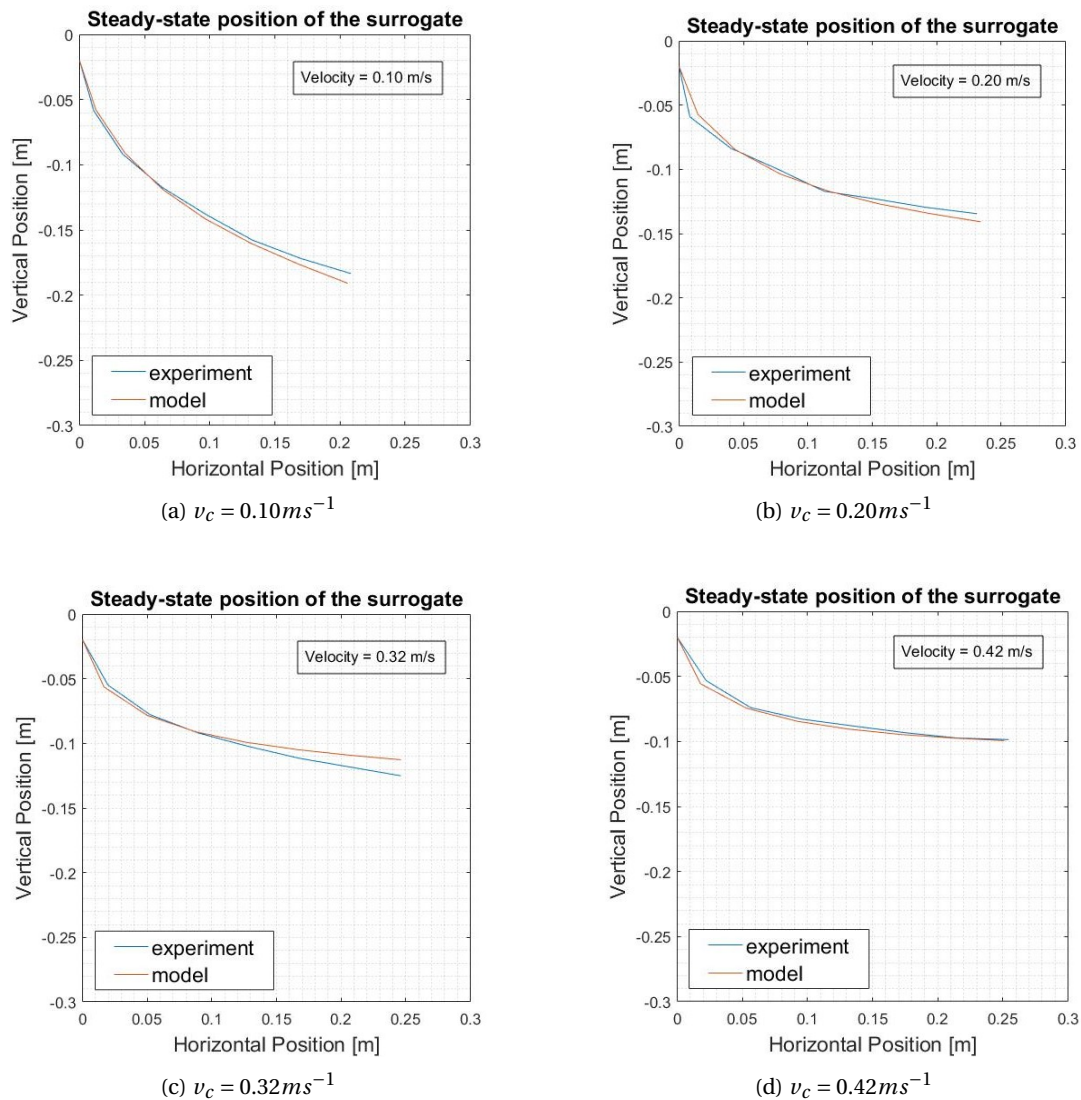 Steady-state position of the surrogate
Velocity = 0.10 m/s
0
-0.05
-0.1
-0.15
-0.2
-0.25
-0.3
Vertical Position [m]
experiment
model
0 0.05 0.1 0.15 0.2 0.25 0.3
Horizontal Position [m]
(a) v_c = 0.10ms⁻¹
Steady-state position of the surrogate
Velocity = 0.20 m/s
0
-0.05
-0.1
-0.15
-0.2
-0.25
-0.3
Vertical Position [m]
experiment
model
0 0.05 0.1 0.15 0.2 0.25 0.3
Horizontal Position [m]
(b) v_c = 0.20ms⁻¹
Steady-state position of the surrogate
Velocity = 0.32 m/s
0
-0.05
-0.1
-0.15
-0.2
-0.25
-0.3
Vertical Position [m]
experiment
model
0 0.05 0.1 0.15 0.2 0.25 0.3
Horizontal Position [m]
(c) v_c = 0.32ms⁻¹
Steady-state position of the surrogate
Velocity = 0.42 m/s
0
-0.05
-0.1
-0.15
-0.2
-0.25
-0.3
Vertical Position [m]
experiment
model
0 0.05 0.1 0.15 0.2 0.25 0.3
Horizontal Position [m]
(d) v_c = 0.42ms⁻¹